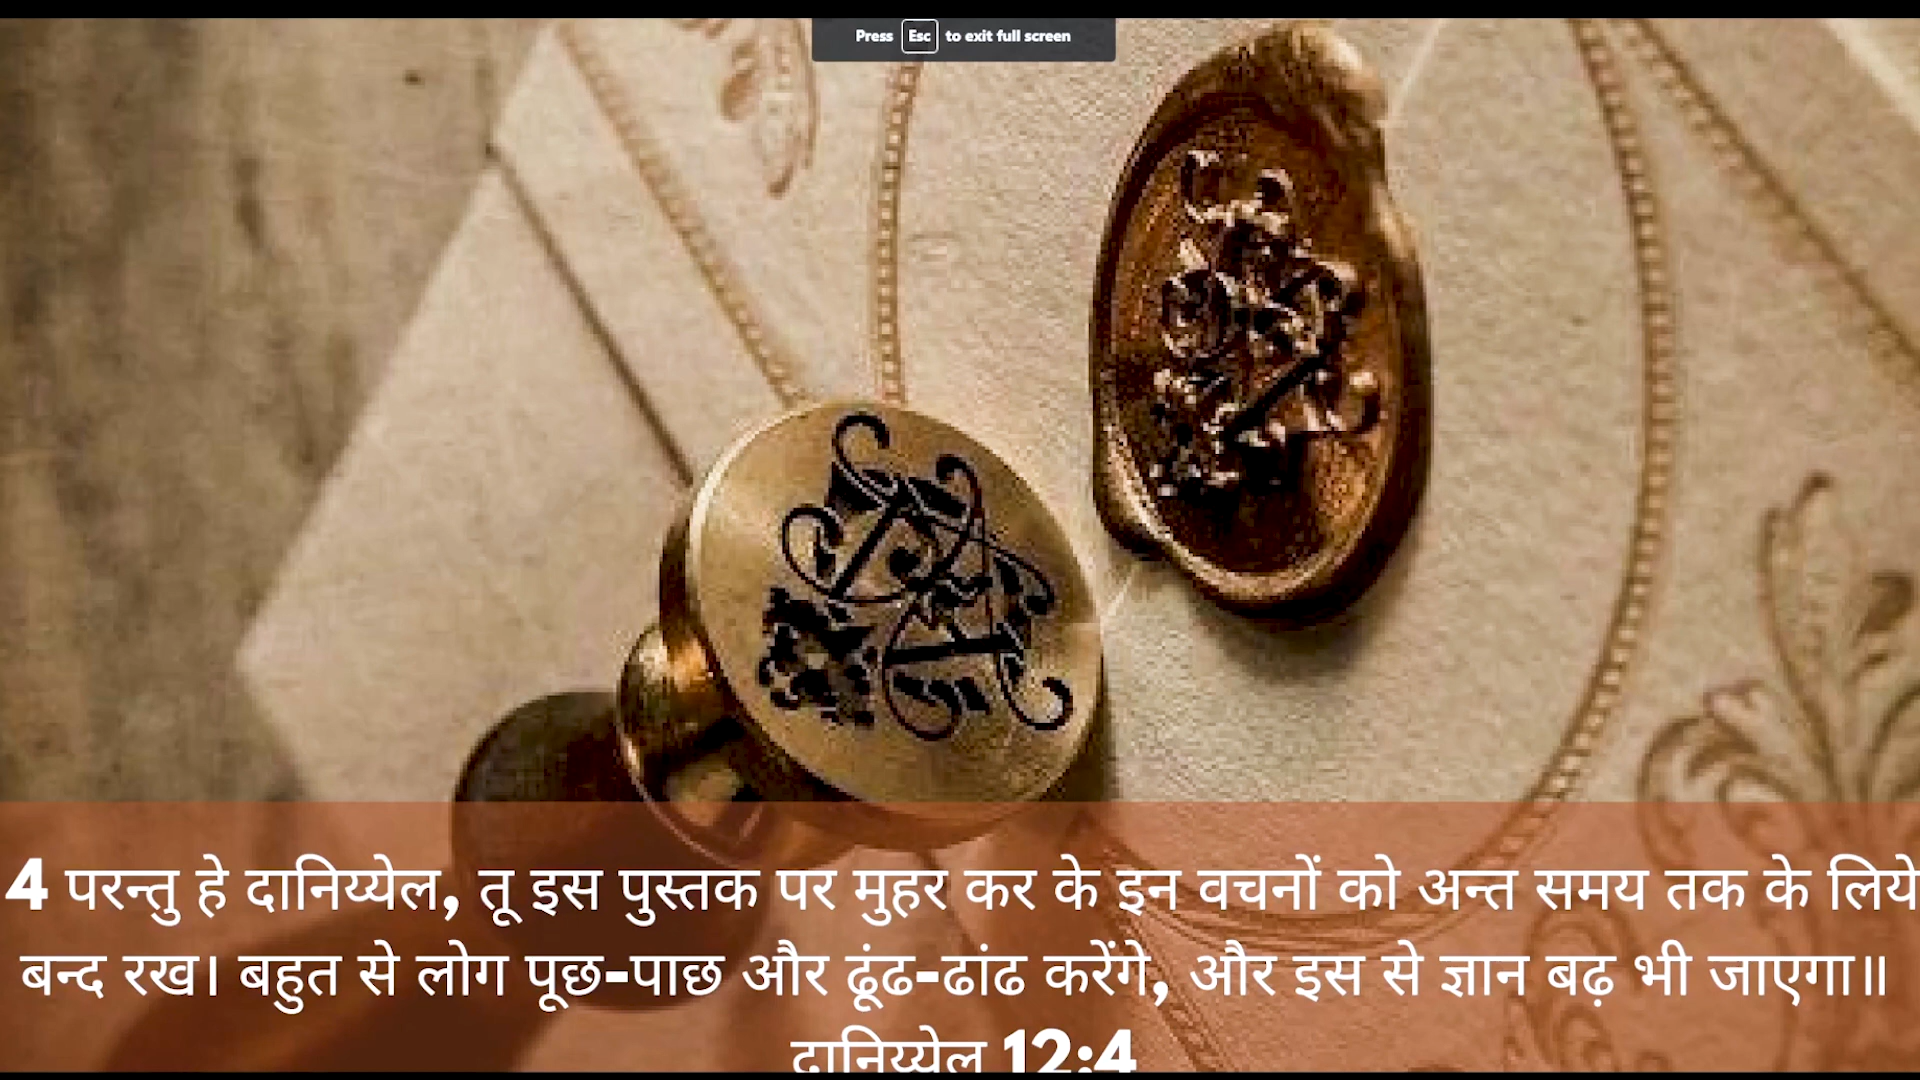 Press Esc to exit full screen
4 परन्तु हे दानिय्येल, तू इस पुस्तक पर मुहर कर के इन वचनों को अन्त समय तक के लिये
बन्द रख। बहुत से लोग पूछ-पाछ और ढूंढ-ढांढ करेंगे, और इस से ज्ञान बढ़ भी जाएगा॥
दानिय्येल 12:4